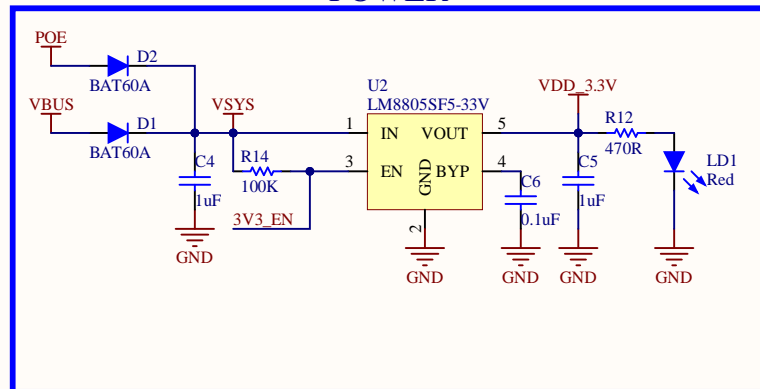 POE
D2
BAT60A
VBUS
D1
BAT60A
VSYS
C4
1uF
GND
R14
100K
3V3_EN
U2
LM8805SF5-33V
1 IN VOUT 5
3 EN GND BYP 4
2
GND
C6
0.1uF
GND
VDD_3.3V
C5
1uF
GND
R12
470R
LD1
Red
GND